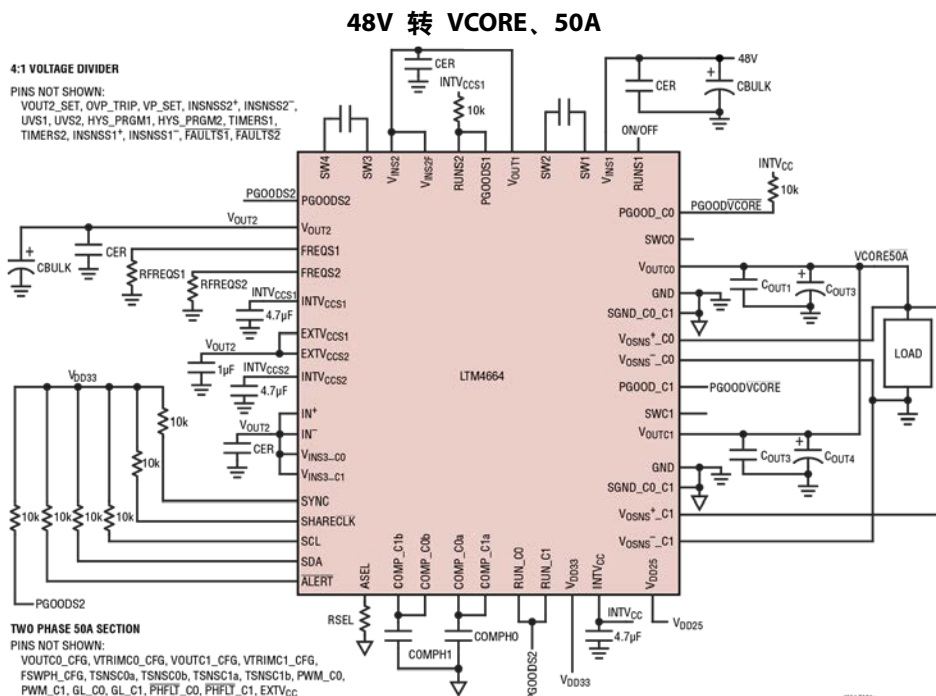 48V 转 VCORE、50A
4:1 VOLTAGE DIVIDER
PINS NOT SHOWN:
VOUT2_SET, OVP_TRIP, VP_SET, INSNSS2+, INSNSS2−,
UVS1, UVS2, HYS_PRGM1, HYS_PRGM2, TIMERS1,
TIMERS2, INSNSS1+, INSNSS1−, FAULTS1, FAULTS2
CER
INTVCCS1
10k
CER
48V
CBULK
ON/OFF
SW4
SW3
VINS2
VINS2F
RUNS2
PGOODS1
VOUT1
SW2
SW1
VINS1
RUNS1
INTVCC
10k
PGOODS2
PGOODS2
VOUT2
VOUT2
CBULK
CER
FREQS1
RFREQS1
FREQS2
RFREQS2
INTVCCS1
INTVCCS1
4.7µF
EXTVCCS1
VOUT2
EXTVCCS2
1µF
INTVCCS2
INTVCCS2
4.7µF
VDD33
10k
IN+
VOUT2
IN−
CER
VINS3_C0
VINS3_C1
10k
SYNC
10k
10k
10k
10k
SHARECLK
SCL
SDA
ALERT
PGOODS2
LTM4664
PGOOD_C0
PGOODVCORE
SWC0
VOUTC0
VCORE50A
COUT1
COUT3
GND
SGND_C0_C1
VOSNS+_C0
VOSNS−_C0
LOAD
PGOOD_C1
PGOODVCORE
SWC1
VOUTC1
COUT3
COUT4
GND
SGND_C0_C1
VOSNS+_C1
VOSNS−_C1
ASEL
COMP_C1b
COMP_C0b
COMP_C0a
COMP_C1a
RUN_C0
RUN_C1
VDD33
INTVCC
VDD25
RSEL
COMPH1
COMPH0
PGOODS2
VDD33
INTVCC
4.7µF
VDD25
TWO PHASE 50A SECTION
PINS NOT SHOWN:
VOUTC0_CFG, VTRIMC0_CFG, VOUTC1_CFG, VTRIMC1_CFG,
FSWPH_CFG, TSNSC0a, TSNSC0b, TSNSC1a, TSNSC1b, PWM_C0,
PWM_C1, GL_C0, GL_C1, PHFLT_C0, PHFLT_C1, EXTVCC